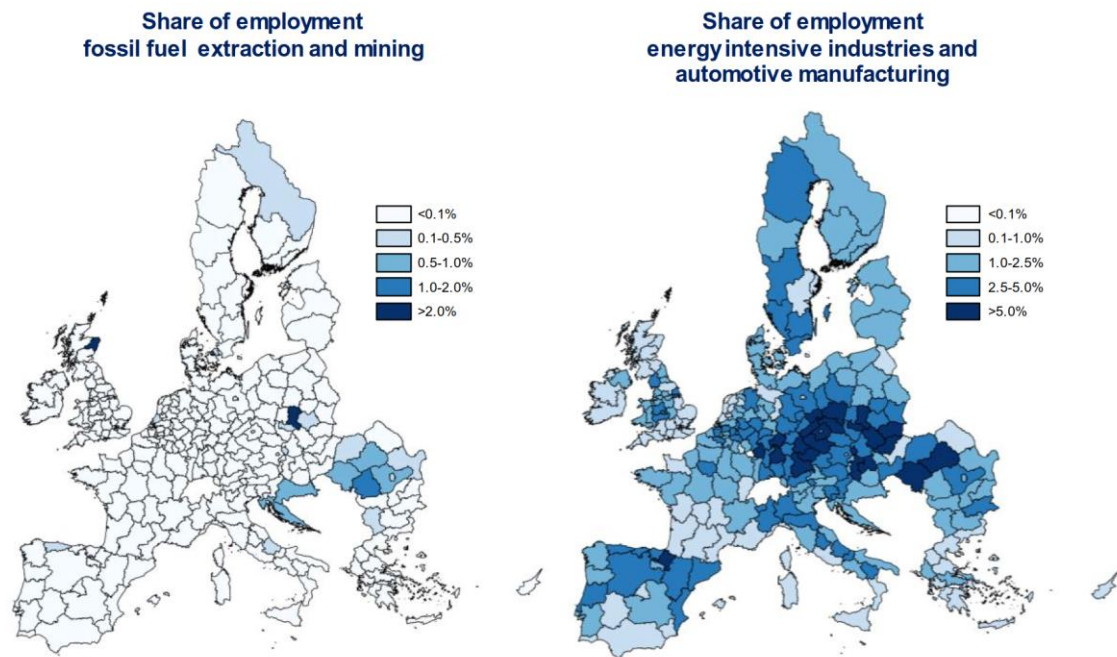 Share of employment
fossil fuel extraction and mining
Share of employment
energy intensive industries and
automotive manufacturing
<0.1%
0.1-0.5%
0.5-1.0%
1.0-2.0%
>2.0%
<0.1%
0.1-1.0%
1.0-2.5%
2.5-5.0%
>5.0%